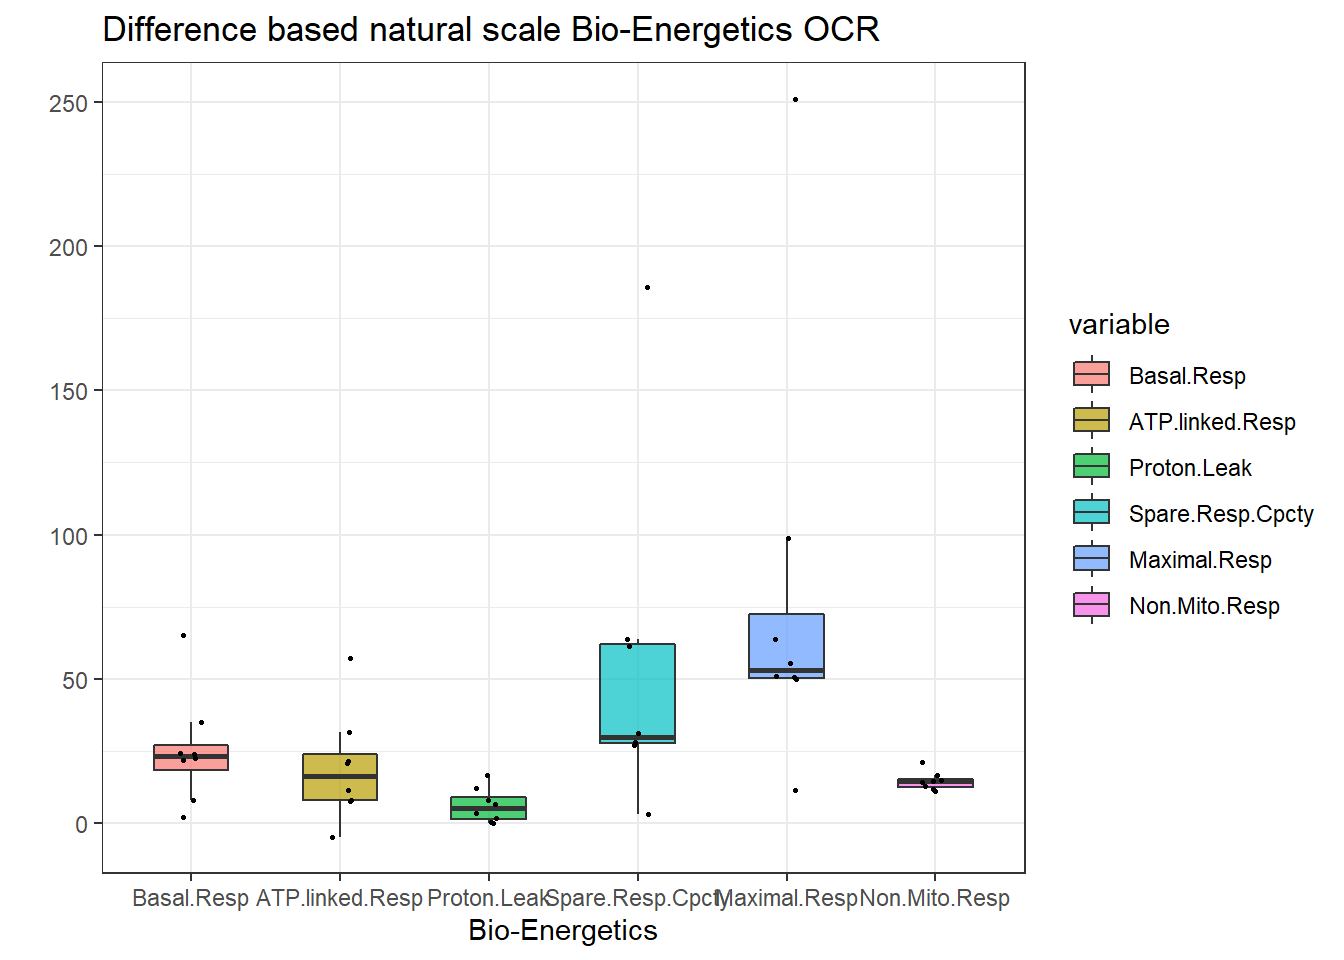 Difference based natural scale Bio-Energetics OCR
250
200
150
100
50
0
Basal.Resp ATP.linked.Resp Proton.Leak Spare.Resp.Cpcty Maximal.Resp Non.Mito.Resp
Bio-Energetics
variable
Basal.Resp
ATP.linked.Resp
Proton.Leak
Spare.Resp.Cpcty
Maximal.Resp
Non.Mito.Resp